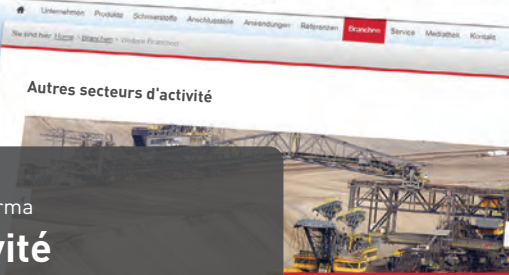 Unternehmen Produkte Schmierstoffe Anschlussteile Anwendungen Referenzen Branchen Service Mediathek Kontakt
Sie sind hier: Home > Branchen > Weitere Branchen
Autres secteurs d'activité
rma
vité